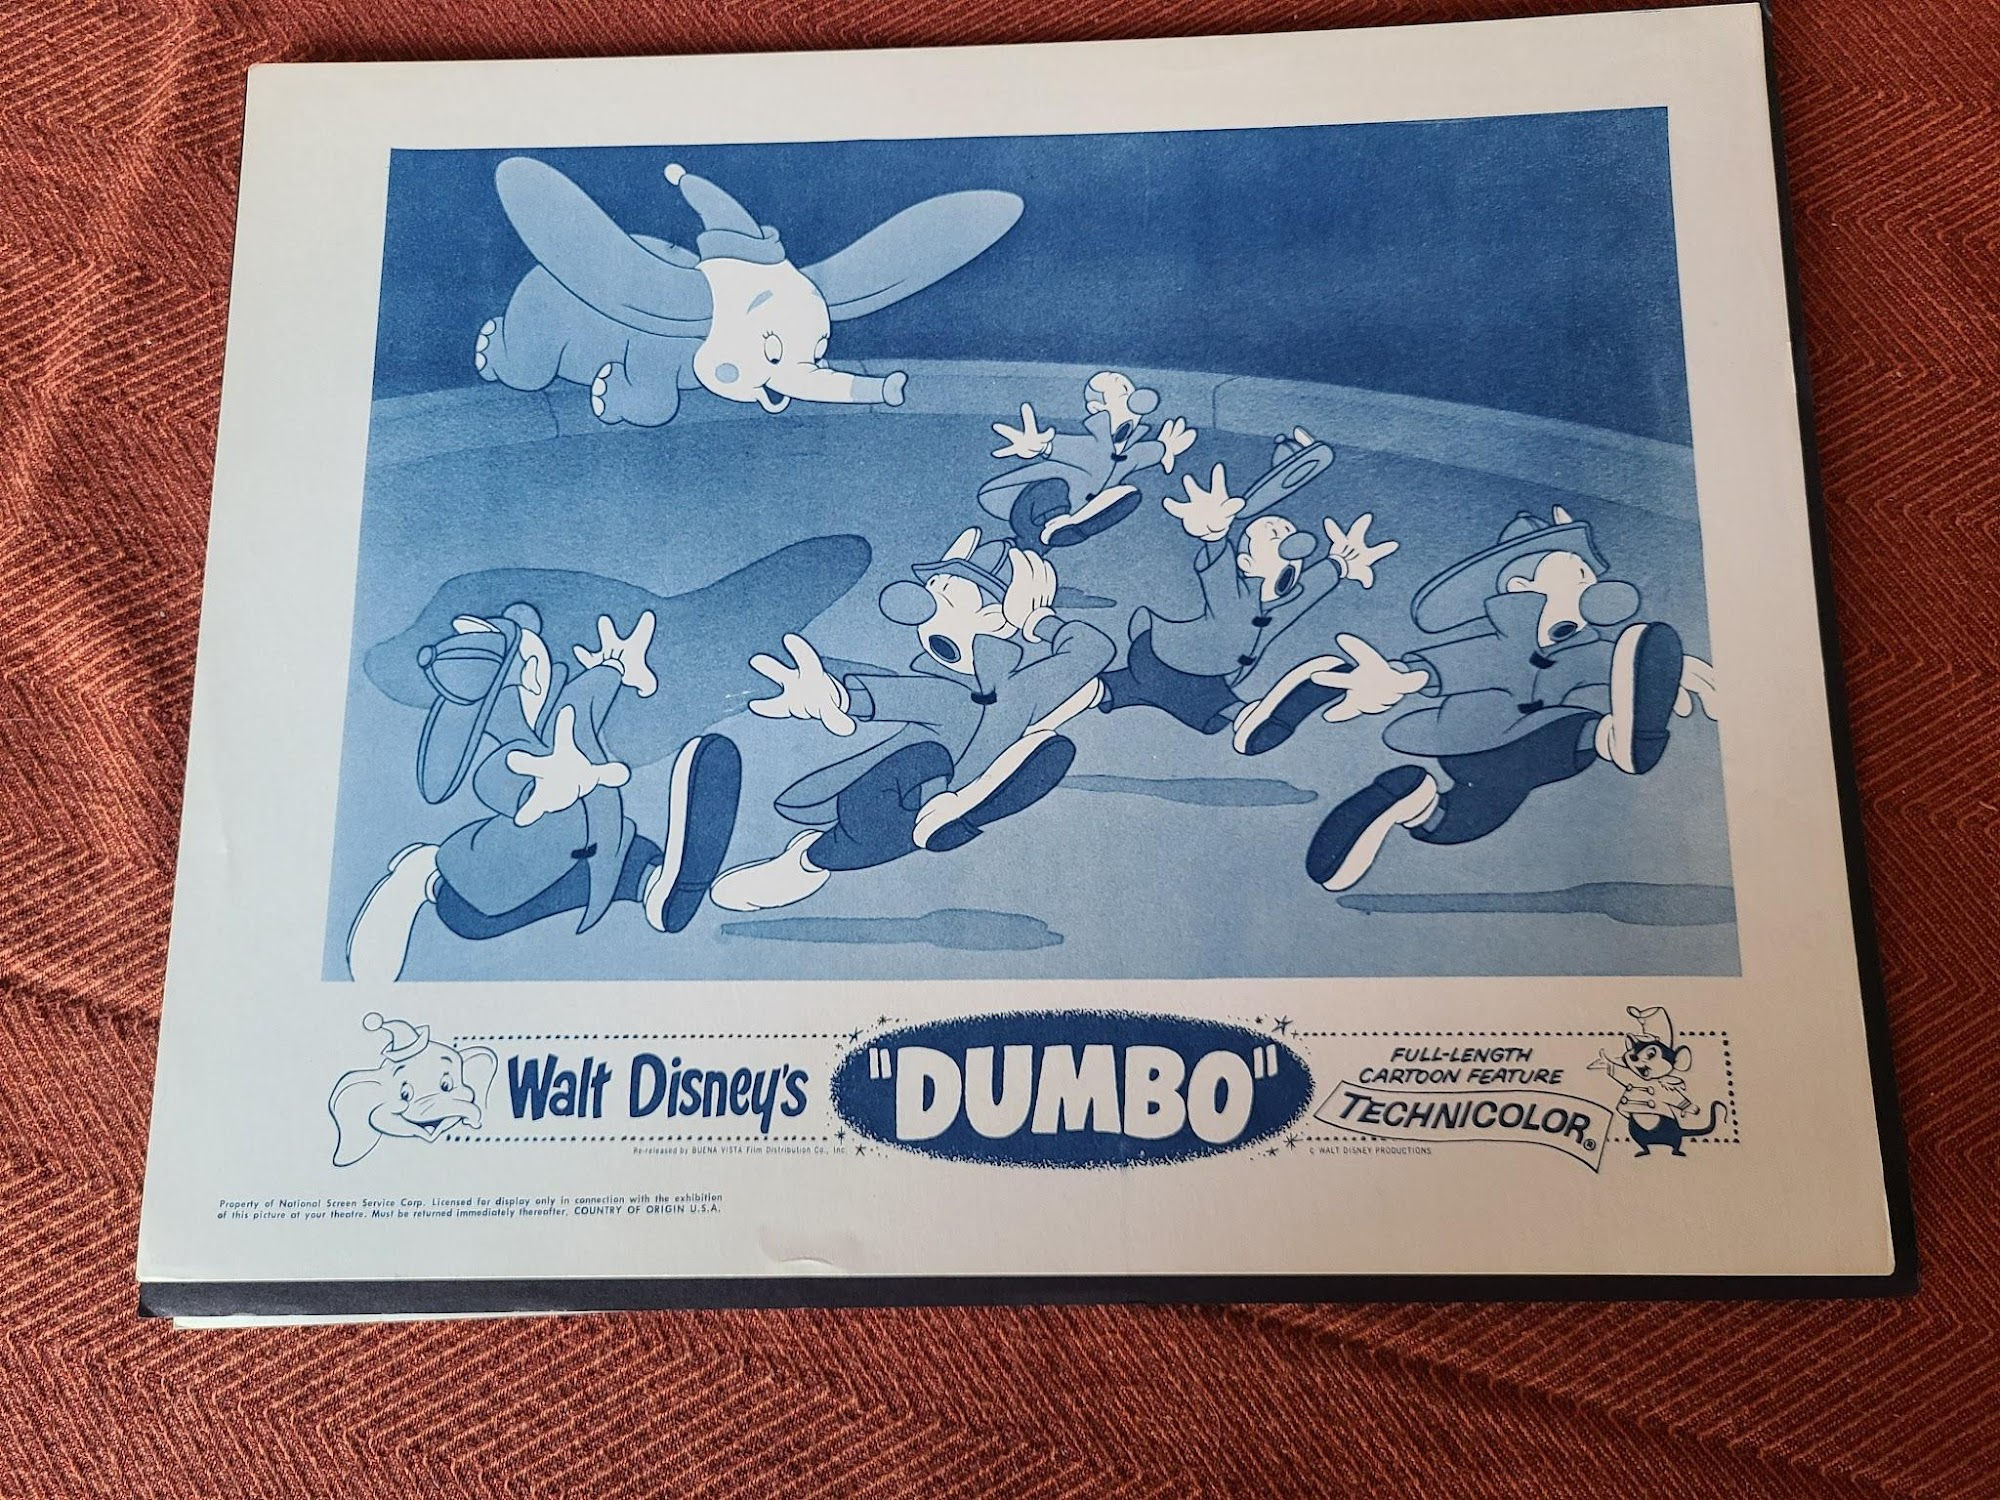 Walt Disney's
"DUMBO"
FULL-LENGTH
CARTOON FEATURE
TECHNICOLOR®
Re-released by BUENA VISTA Film Distribution Co., Inc.
© WALT DISNEY PRODUCTIONS
Property of National Screen Service Corp. Licensed for display only in connection with the exhibition
of this picture at your theatre. Must be returned immediately thereafter. COUNTRY OF ORIGIN U.S.A.